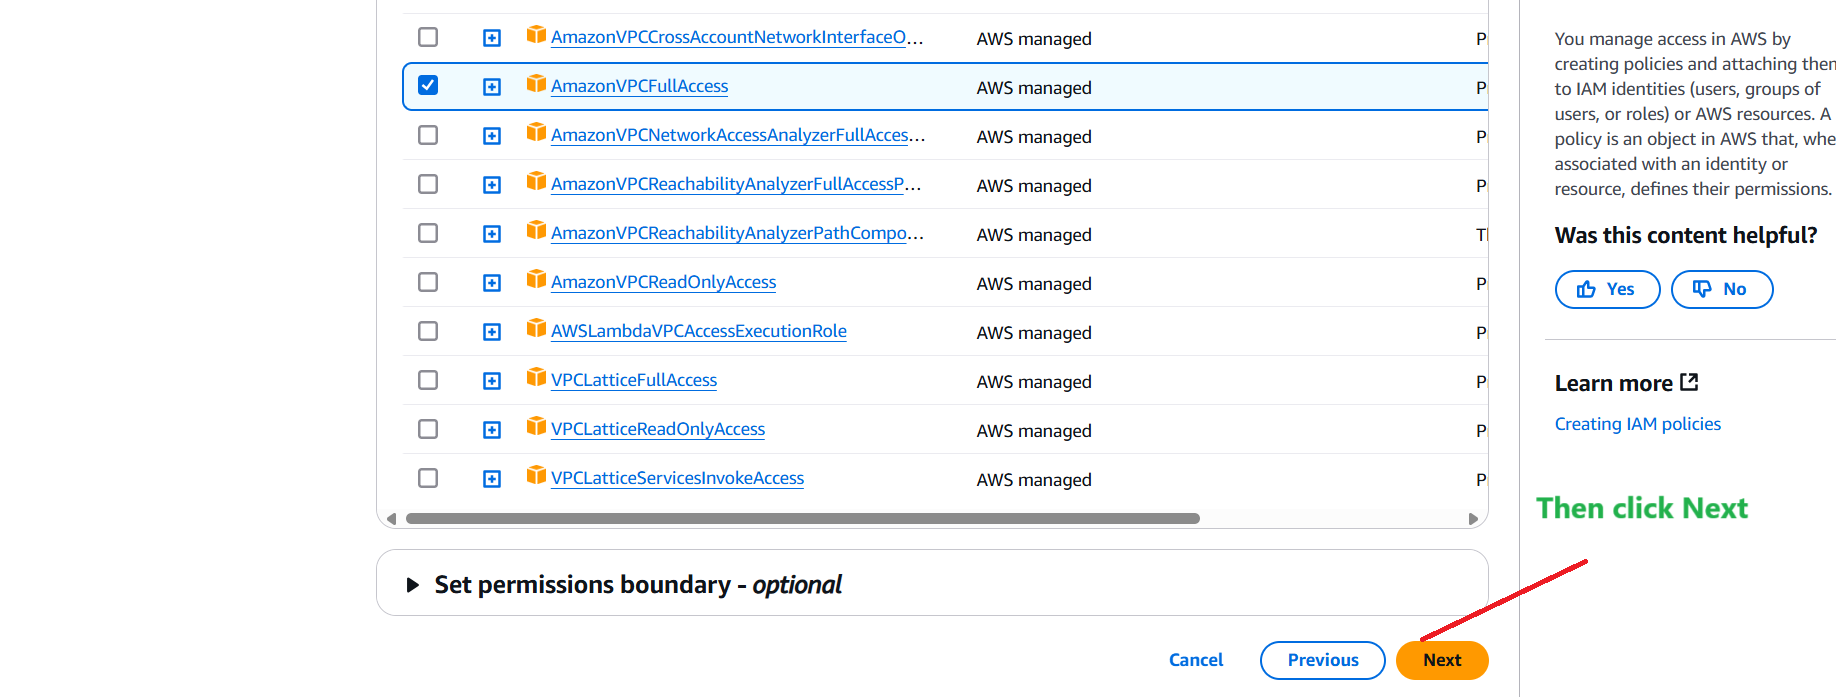 AmazonVPCCrossAccountNetworkInterfaceO... AWS managed P
AmazonVPCFullAccess AWS managed P
AmazonVPCNetworkAccessAnalyzerFullAcces... AWS managed P
AmazonVPCReachabilityAnalyzerFullAccessP... AWS managed P
AmazonVPCReachabilityAnalyzerPathCompo... AWS managed T
AmazonVPCReadOnlyAccess AWS managed P
AWSLambdaVPCAccessExecutionRole AWS managed P
VPCLatticeFullAccess AWS managed P
VPCLatticeReadOnlyAccess AWS managed P
VPCLatticeServicesInvokeAccess AWS managed P
Set permissions boundary - optional
Cancel Previous Next
You manage access in AWS by
creating policies and attaching them
to IAM identities (users, groups of
users, or roles) or AWS resources. A
policy is an object in AWS that, whe
associated with an identity or
resource, defines their permissions.
Was this content helpful?
Yes No
Learn more
Creating IAM policies
Then click Next